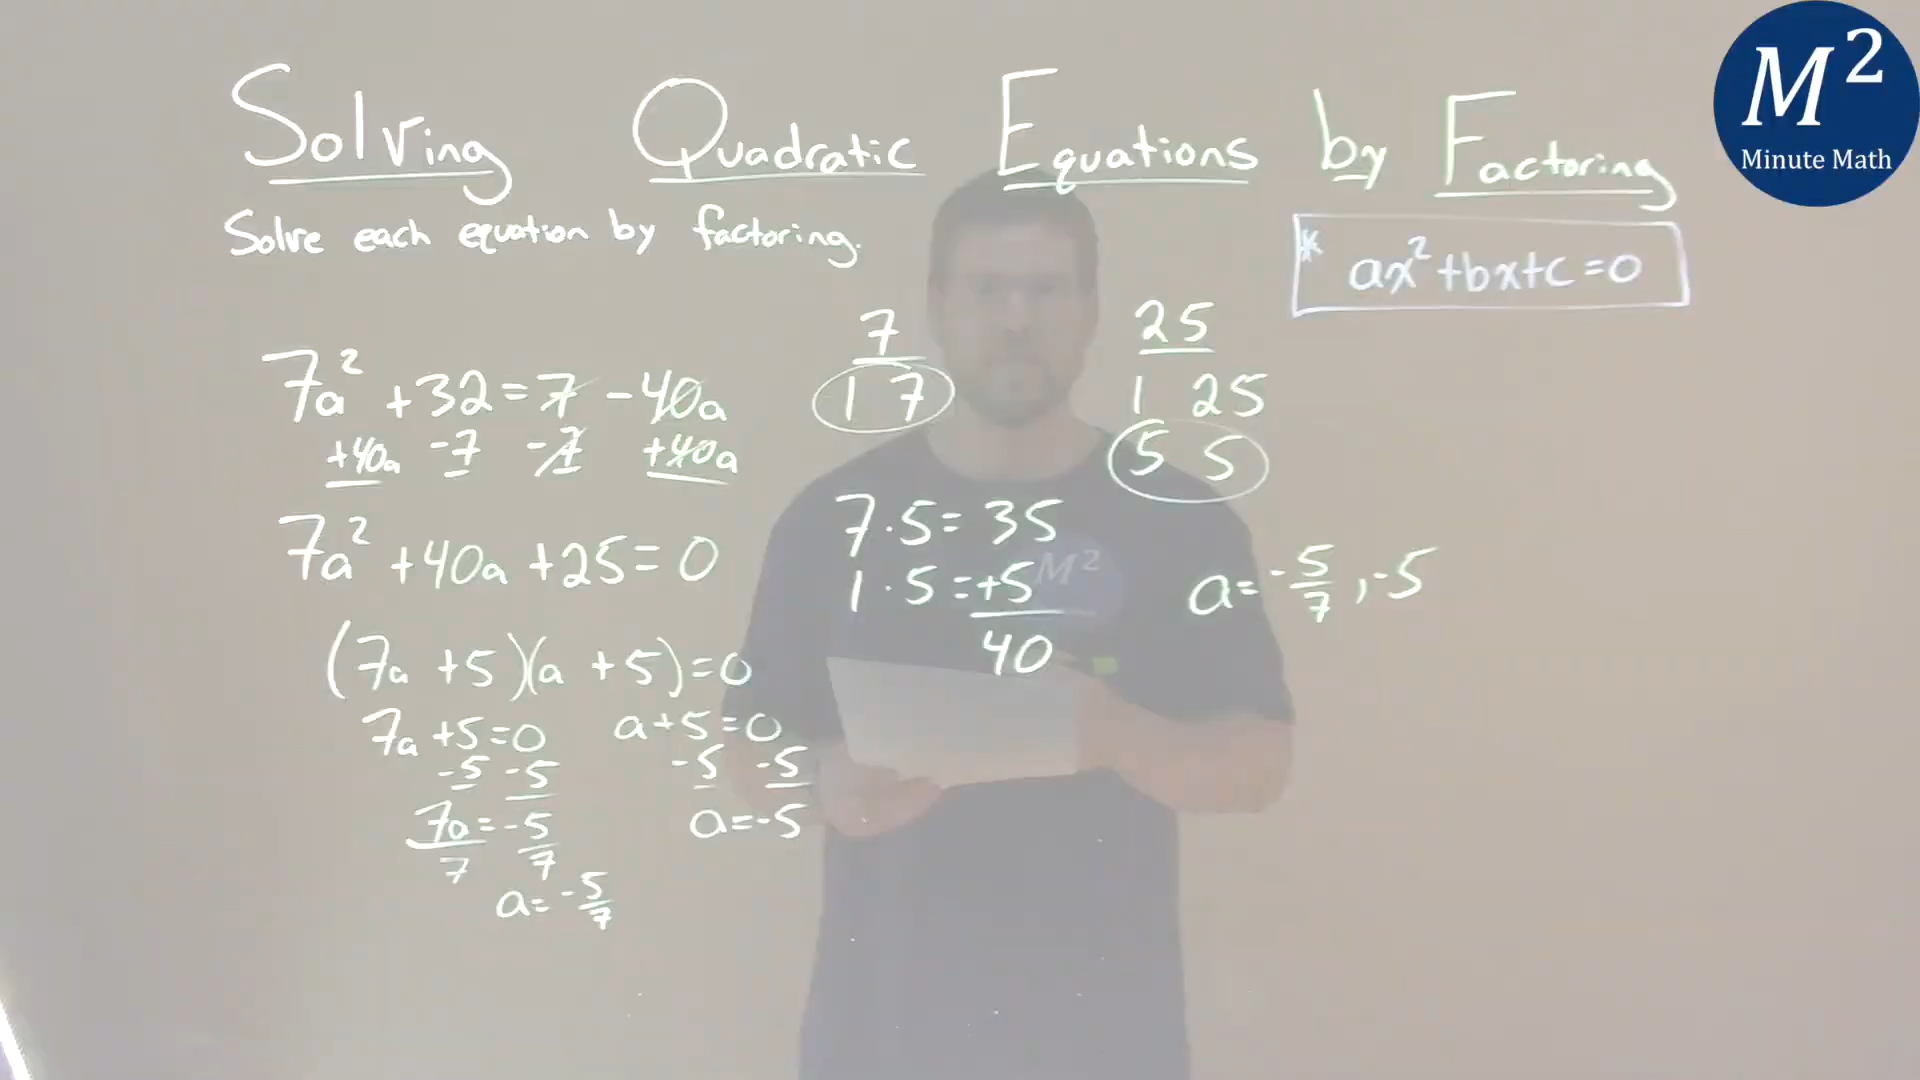 Solving Quadratic Equations by Factoring
M²
Minute Math
Solve each equation by factoring.
* ax²+bx+c=0
7a² +32=7 -40a
+40a -7 -7 +40a
7a² +40a +25=0
(7a +5)(a +5)=0
7a +5=0
-5 -5
7a=-5
7 7
a=-5/7
a+5=0
-5 -5
a=-5
7
1 7
25
1 25
5 5
7·5=35
1·5=+5
40
M²
a=-5/7,-5